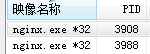 映像名称 PID
nginx.exe *32 3908
nginx.exe *32 3988